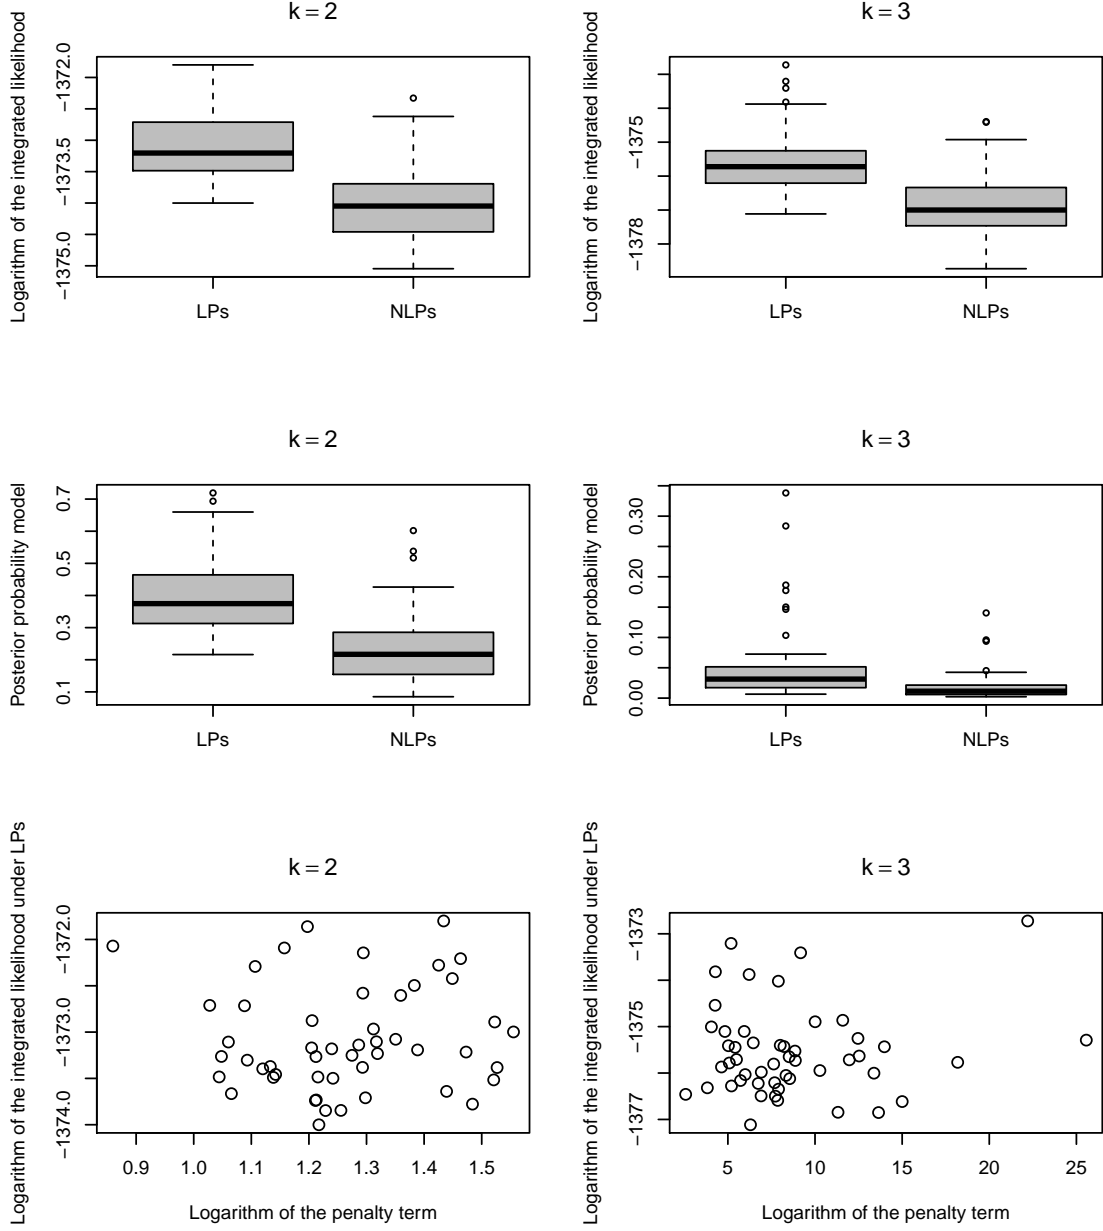 k = 2
Logarithm of the integrated likelihood
−1372.0
−1373.5
−1375.0
LPs
NLPs
k = 3
Logarithm of the integrated likelihood
−1375
−1378
LPs
NLPs
k = 2
Posterior probability model
0.7
0.5
0.3
0.1
LPs
NLPs
k = 3
Posterior probability model
0.30
0.20
0.10
0.00
LPs
NLPs
k = 2
Logarithm of the integrated likelihood under LPs
−1372.0
−1373.0
−1374.0
0.9 1.0 1.1 1.2 1.3 1.4 1.5
Logarithm of the penalty term
k = 3
Logarithm of the integrated likelihood under LPs
−1373
−1375
−1377
5 10 15 20 25
Logarithm of the penalty term